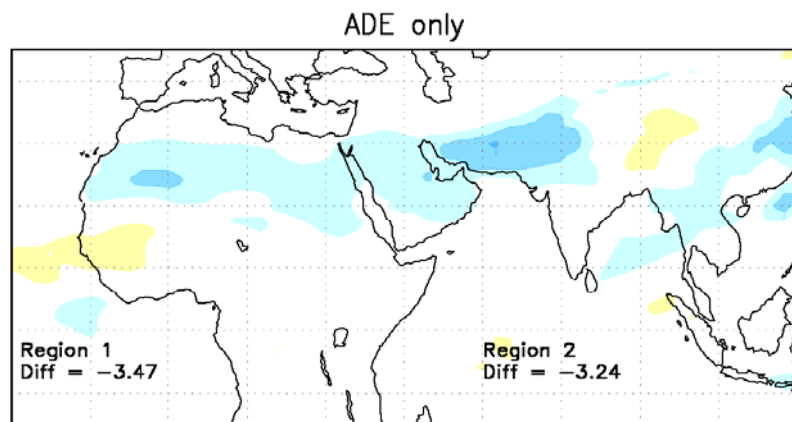 ADE only
Region 1
Diff = −3.47
Region 2
Diff = −3.24